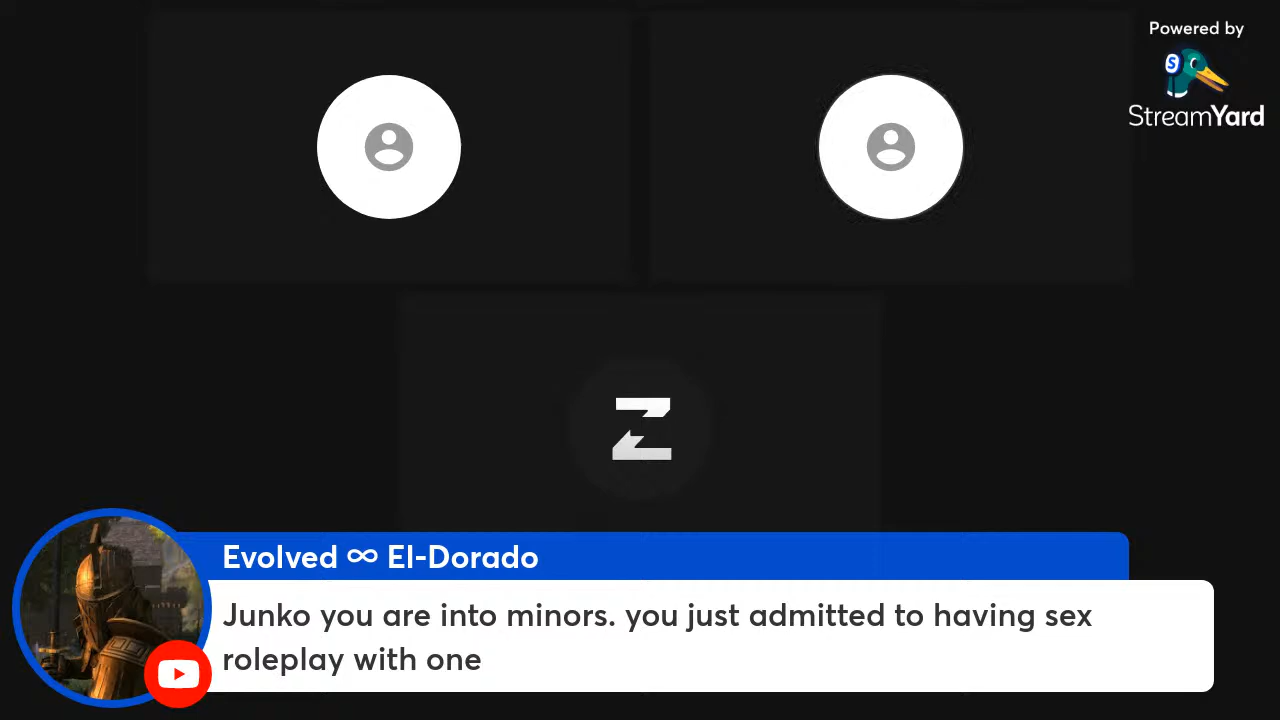 Powered by
S
StreamYard
Z
Evolved ∞ El-Dorado
Junko you are into minors. you just admitted to having sex
roleplay with one